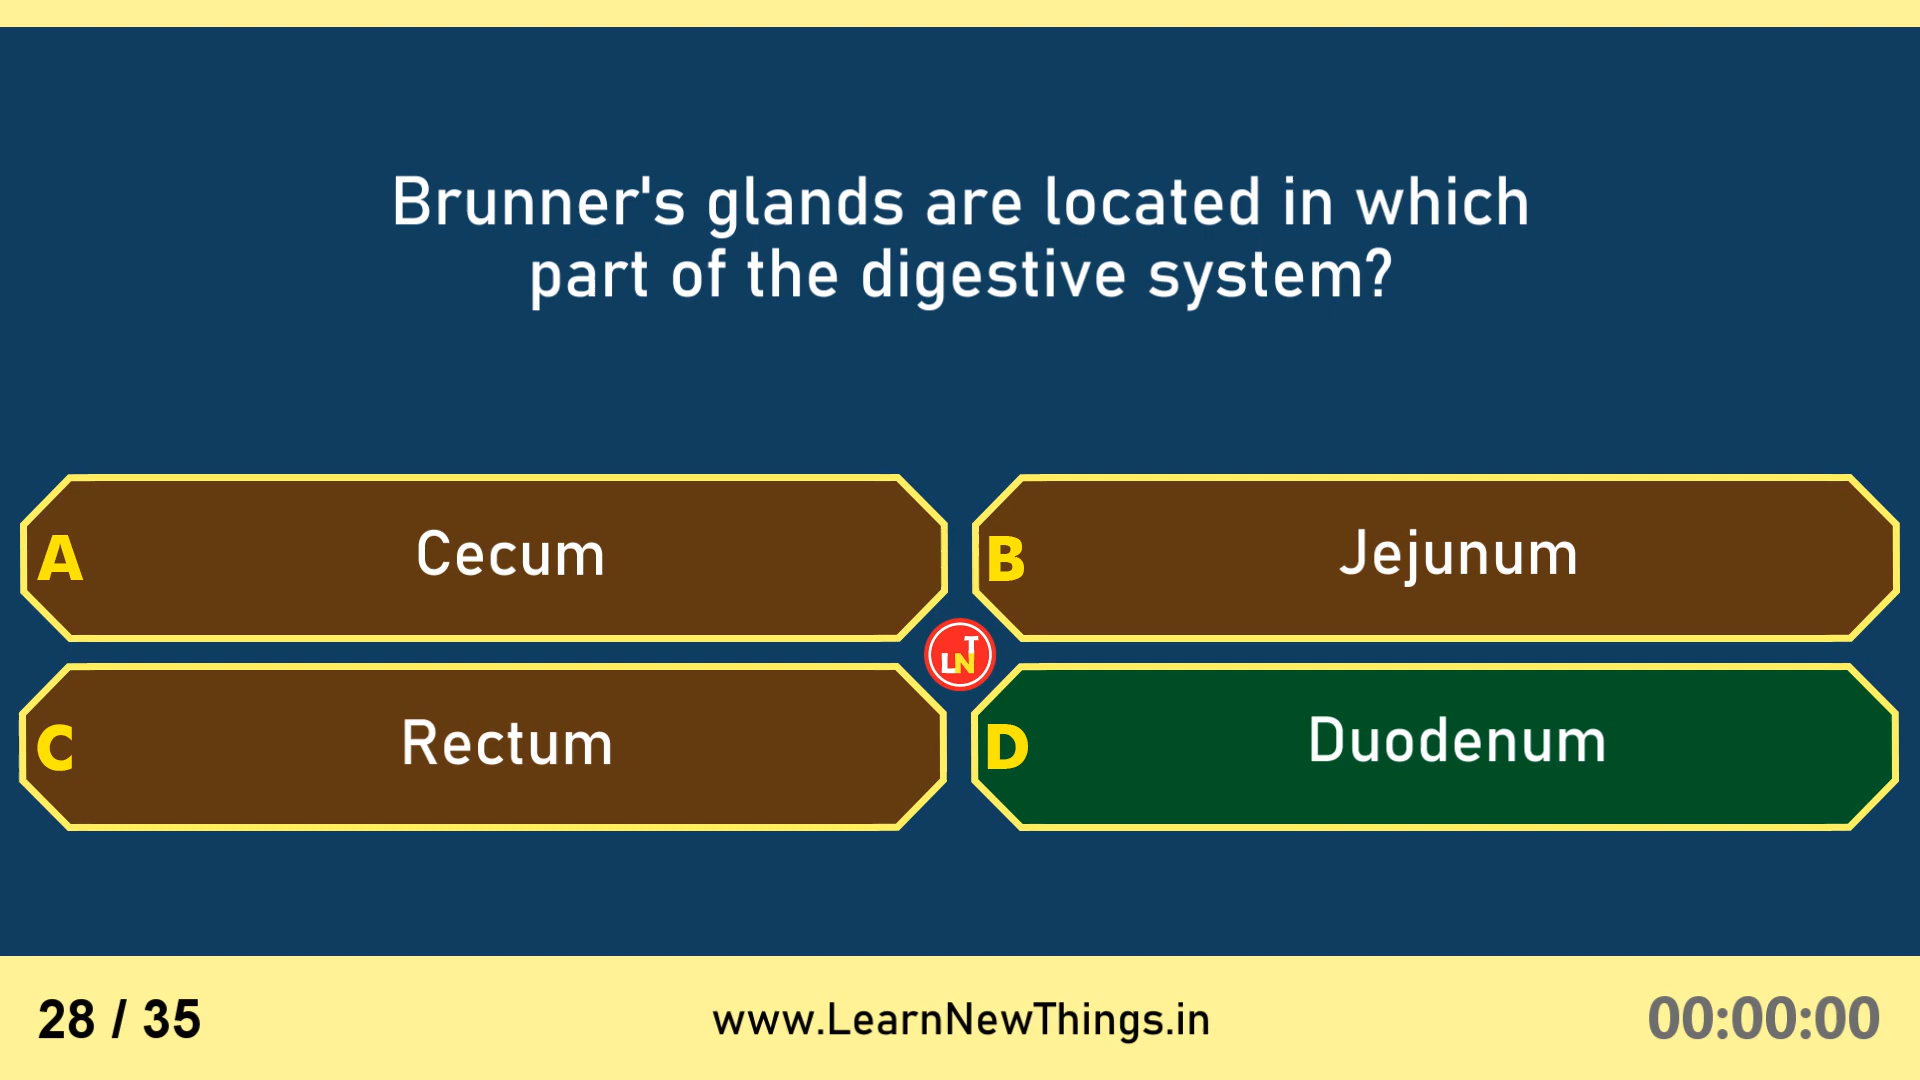 Brunner's glands are located in which
part of the digestive system?
A Cecum
B Jejunum
LNT
C Rectum
D Duodenum
28 / 35
www.LearnNewThings.in
00:00:00